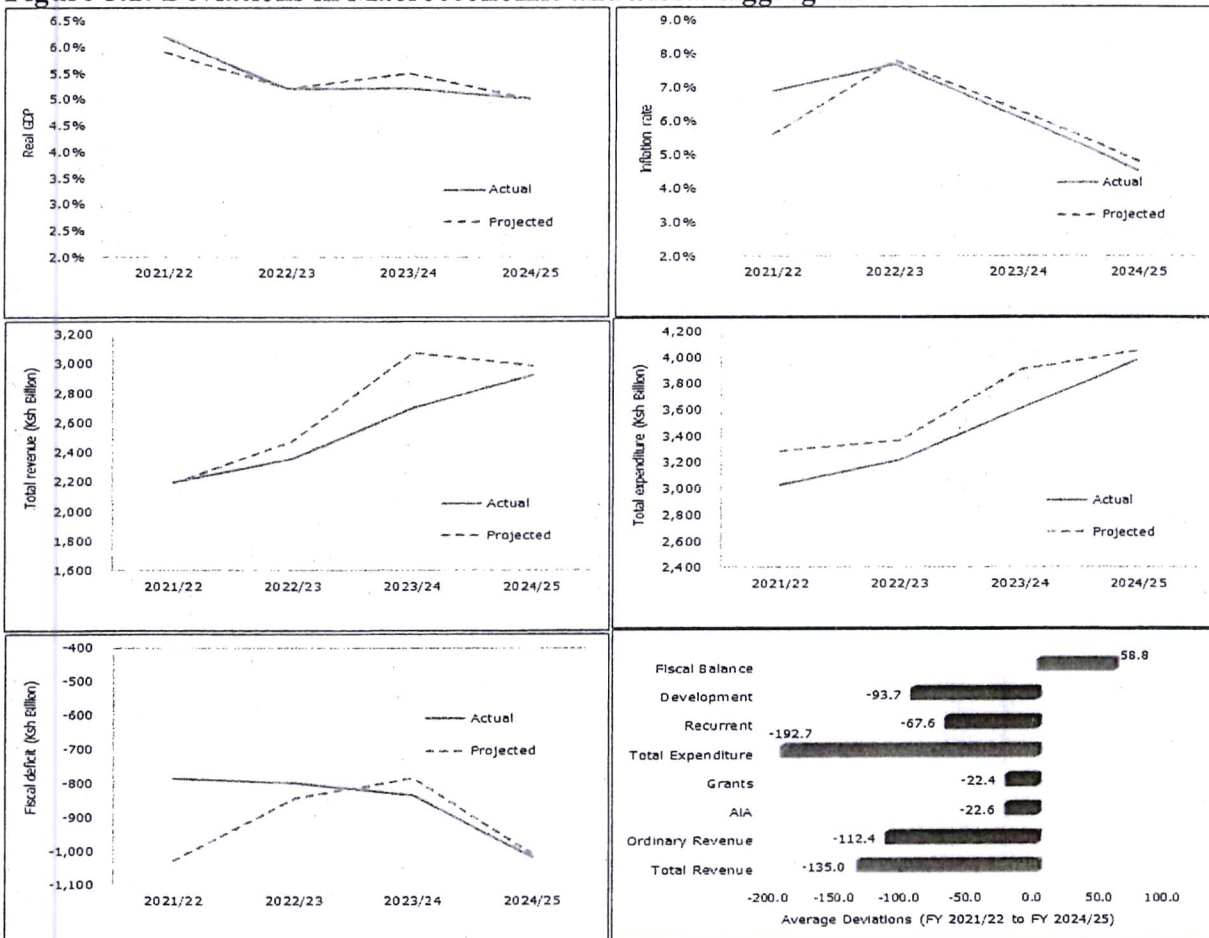 6.5%
6.0%
5.5%
5.0%
4.5%
4.0%
3.5%
3.0%
2.5%
2.0%
Real GDP
Actual
Projected
2021/22 2022/23 2023/24 2024/25
9.0%
8.0%
7.0%
6.0%
5.0%
4.0%
3.0%
2.0%
Inflation rate
Actual
Projected
2021/22 2022/23 2023/24 2024/25
3,200
3,000
2,800
2,600
2,400
2,200
2,000
1,800
1,600
Total revenue (Ksh Billion)
Actual
Projected
2021/22 2022/23 2023/24 2024/25
4,200
4,000
3,800
3,600
3,400
3,200
3,000
2,800
2,600
2,400
Total expenditure (Ksh Billion)
Actual
Projected
2021/22 2022/23 2023/24 2024/25
-400
-500
-600
-700
-800
-900
-1,000
-1,100
Fiscal deficit (Ksh Billion)
Actual
Projected
2021/22 2022/23 2023/24 2024/25
Fiscal Balance 58.8
Development -93.7
Recurrent -67.6
Total Expenditure -192.7
Grants -22.4
AIA -22.6
Ordinary Revenue -112.4
Total Revenue -135.0
-200.0 -150.0 -100.0 -50.0 0.0 50.0 100.0
Average Deviations (FY 2021/22 to FY 2024/25)